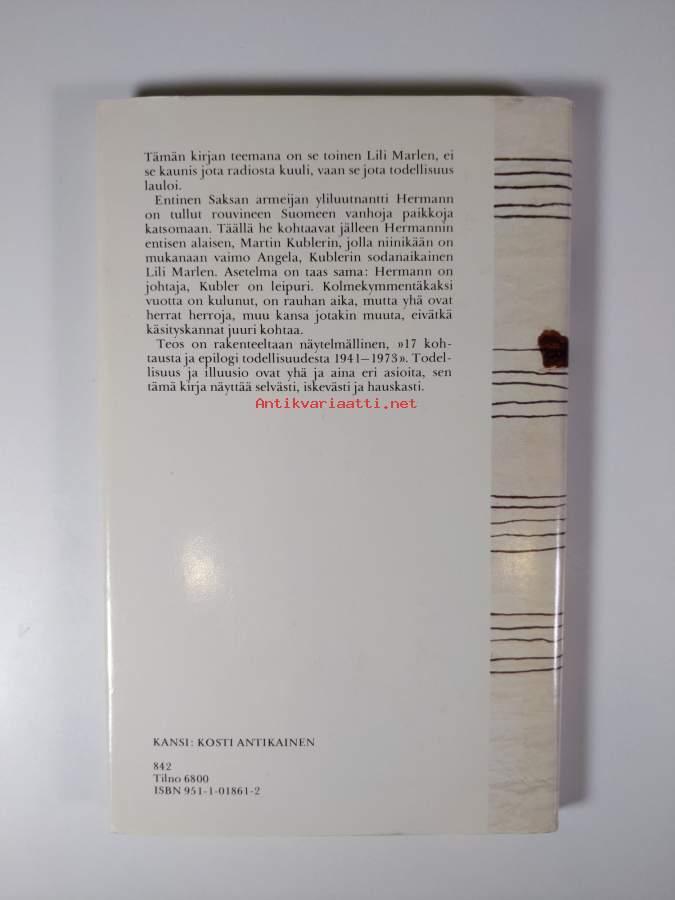 Tämän kirjan teemana on se toinen Lili Marlen, ei
se kaunis jota radiosta kuuli, vaan se jota todellisuus
lauloi.
Entinen Saksan armeijan yliluutnantti Hermann
on tullut rouvineen Suomeen vanhoja paikkoja
katsomaan. Täällä he kohtaavat jälleen Hermannin
entisen alaisen, Martin Kublerin, jolla niinikään on
mukanaan vaimo Angela, Kublerin sodanaikainen
Lili Marlen. Asetelma on taas sama: Hermann on
johtaja, Kubler on leipuri. Kolmekymmentäkaksi
vuotta on kulunut, on rauhan aika, mutta yhä ovat
herrat herroja, muu kansa jotakin muuta, eivätkä
käsityskannat juuri kohtaa.
Teos on rakenteeltaan näytelmällinen, »17 koh-
tausta ja epilogi todellisuudesta 1941–1973». Todel-
lisuus ja illuusio ovat yhä ja aina eri asioita, sen
tämä kirja näyttää selvästi, iskevästi ja hauskasti.
Antikvariaatti.net
KANSI: KOSTI ANTIKAINEN
842
Tilno 6800
ISBN 951-1-01861-2